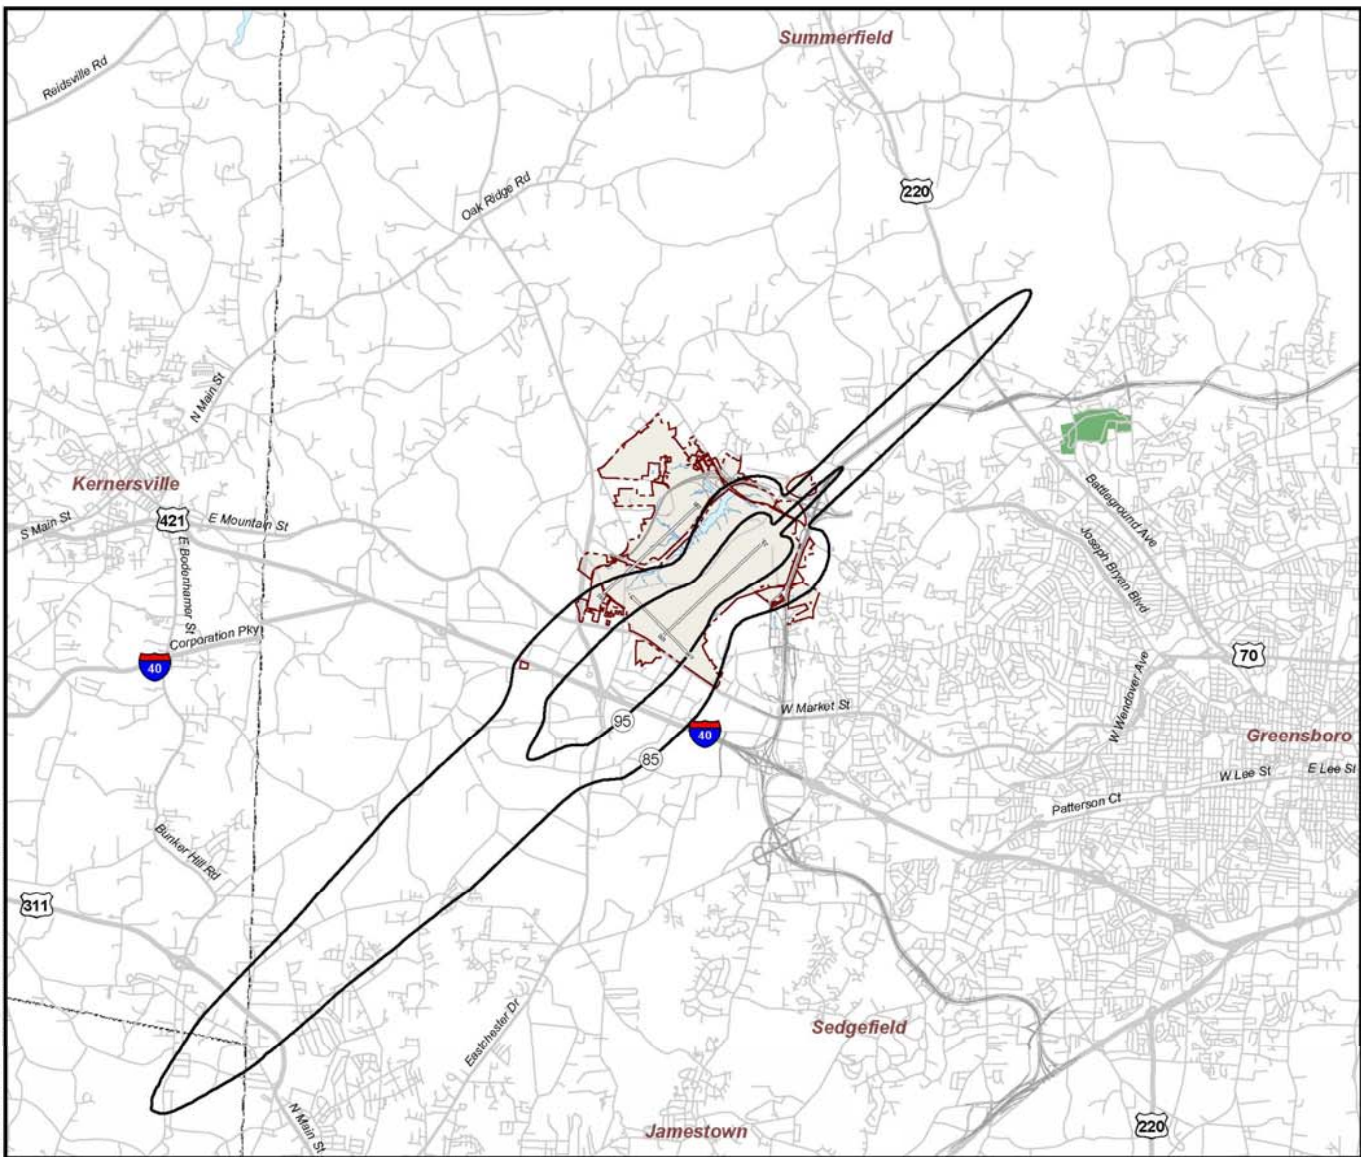 Summerfield
Reidsville Rd
220
Oak Ridge Rd
N Main St
Kernersville
Battleground Ave
421
S Main St
E Mountain St
Joseph Bryan Blvd
E Bodenhamer St
Corporation Pky
40
70
W Wendover Ave
W Market St
95
40
Greensboro
85
W Lee St
E Lee St
Patterson Ct
Bunker Hill Rd
311
Eastchester Dr
Sedgefield
N Main St
Jamestown
220